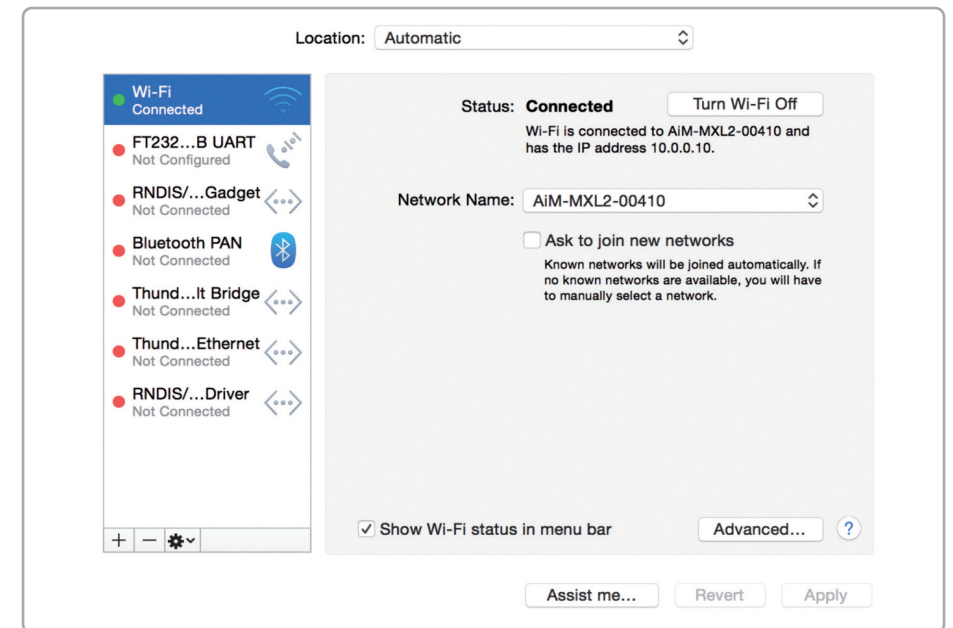 Location: Automatic
Wi-Fi
Connected
FT232...B UART
Not Configured
RNDIS/...Gadget
Not Connected
Bluetooth PAN
Not Connected
Thund...lt Bridge
Not Connected
Thund...Ethernet
Not Connected
RNDIS/...Driver
Not Connected
Status: Connected
Turn Wi-Fi Off
Wi-Fi is connected to AiM-MXL2-00410 and
has the IP address 10.0.0.10.
Network Name: AiM-MXL2-00410
Ask to join new networks
Known networks will be joined automatically. If
no known networks are available, you will have
to manually select a network.
Show Wi-Fi status in menu bar
Advanced...
?
Assist me...
Revert
Apply